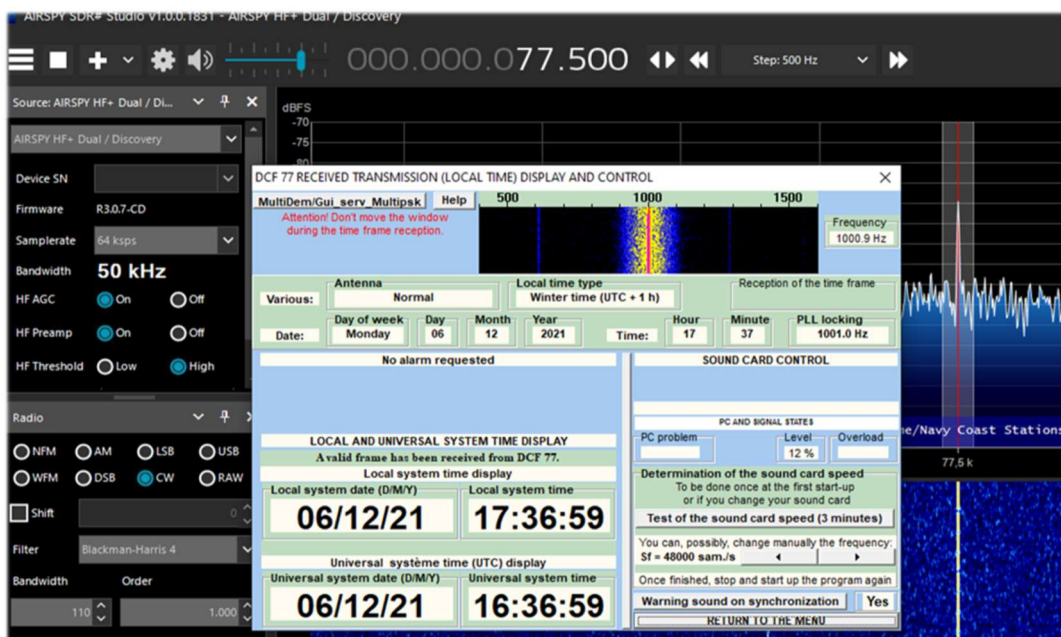 AIRSPY SDR# Studio v1.0.0.1831 - AIRSPY HF+ Dual / Discovery
000.000.077.500
Step: 500 Hz
Source: AIRSPY HF+ Dual / Di...
AIRSPY HF+ Dual / Discovery
Device SN
Firmware R3.0.7-CD
Samplerate 64 ksps
Bandwidth 50 kHz
HF AGC On Off
HF Preamp On Off
HF Threshold Low High
Radio
NFM AM LSB USB
WFM DSB CW RAW
Shift 0
Filter Blackman-Harris 4
Bandwidth Order
110 1.000
dBFS
-70
-75
-80
DCF 77 RECEIVED TRANSMISSION (LOCAL TIME) DISPLAY AND CONTROL
MultiDem/Gui_serv_Multipsk Help 500 1000 1500
Attention! Don't move the window
during the time frame reception.
Frequency
1000.9 Hz
Antenna Local time type Reception of the time frame
Various: Normal Winter time (UTC + 1 h)
Day of week Day Month Year Hour Minute PLL locking
Date: Monday 06 12 2021 Time: 17 37 1001.0 Hz
No alarm requested
LOCAL AND UNIVERSAL SYSTEM TIME DISPLAY
A valid frame has been received from DCF 77.
Local system time display
Local system date (D/M/Y) Local system time
06/12/21 17:36:59
Universal système time (UTC) display
Universal system date (D/M/Y) Universal system time
06/12/21 16:36:59
SOUND CARD CONTROL
PC AND SIGNAL STATES
PC problem Level Overload
12 %
Determination of the sound card speed
To be done once at the first start-up
or if you change your sound card
Test of the sound card speed (3 minutes)
You can, possibly, change manually the frequency:
Sf = 48000 sam./s
Once finished, stop and start up the program again
Warning sound on synchronization Yes
RETURN TO THE MENU
me/Navy Coast Stations
77,5 k